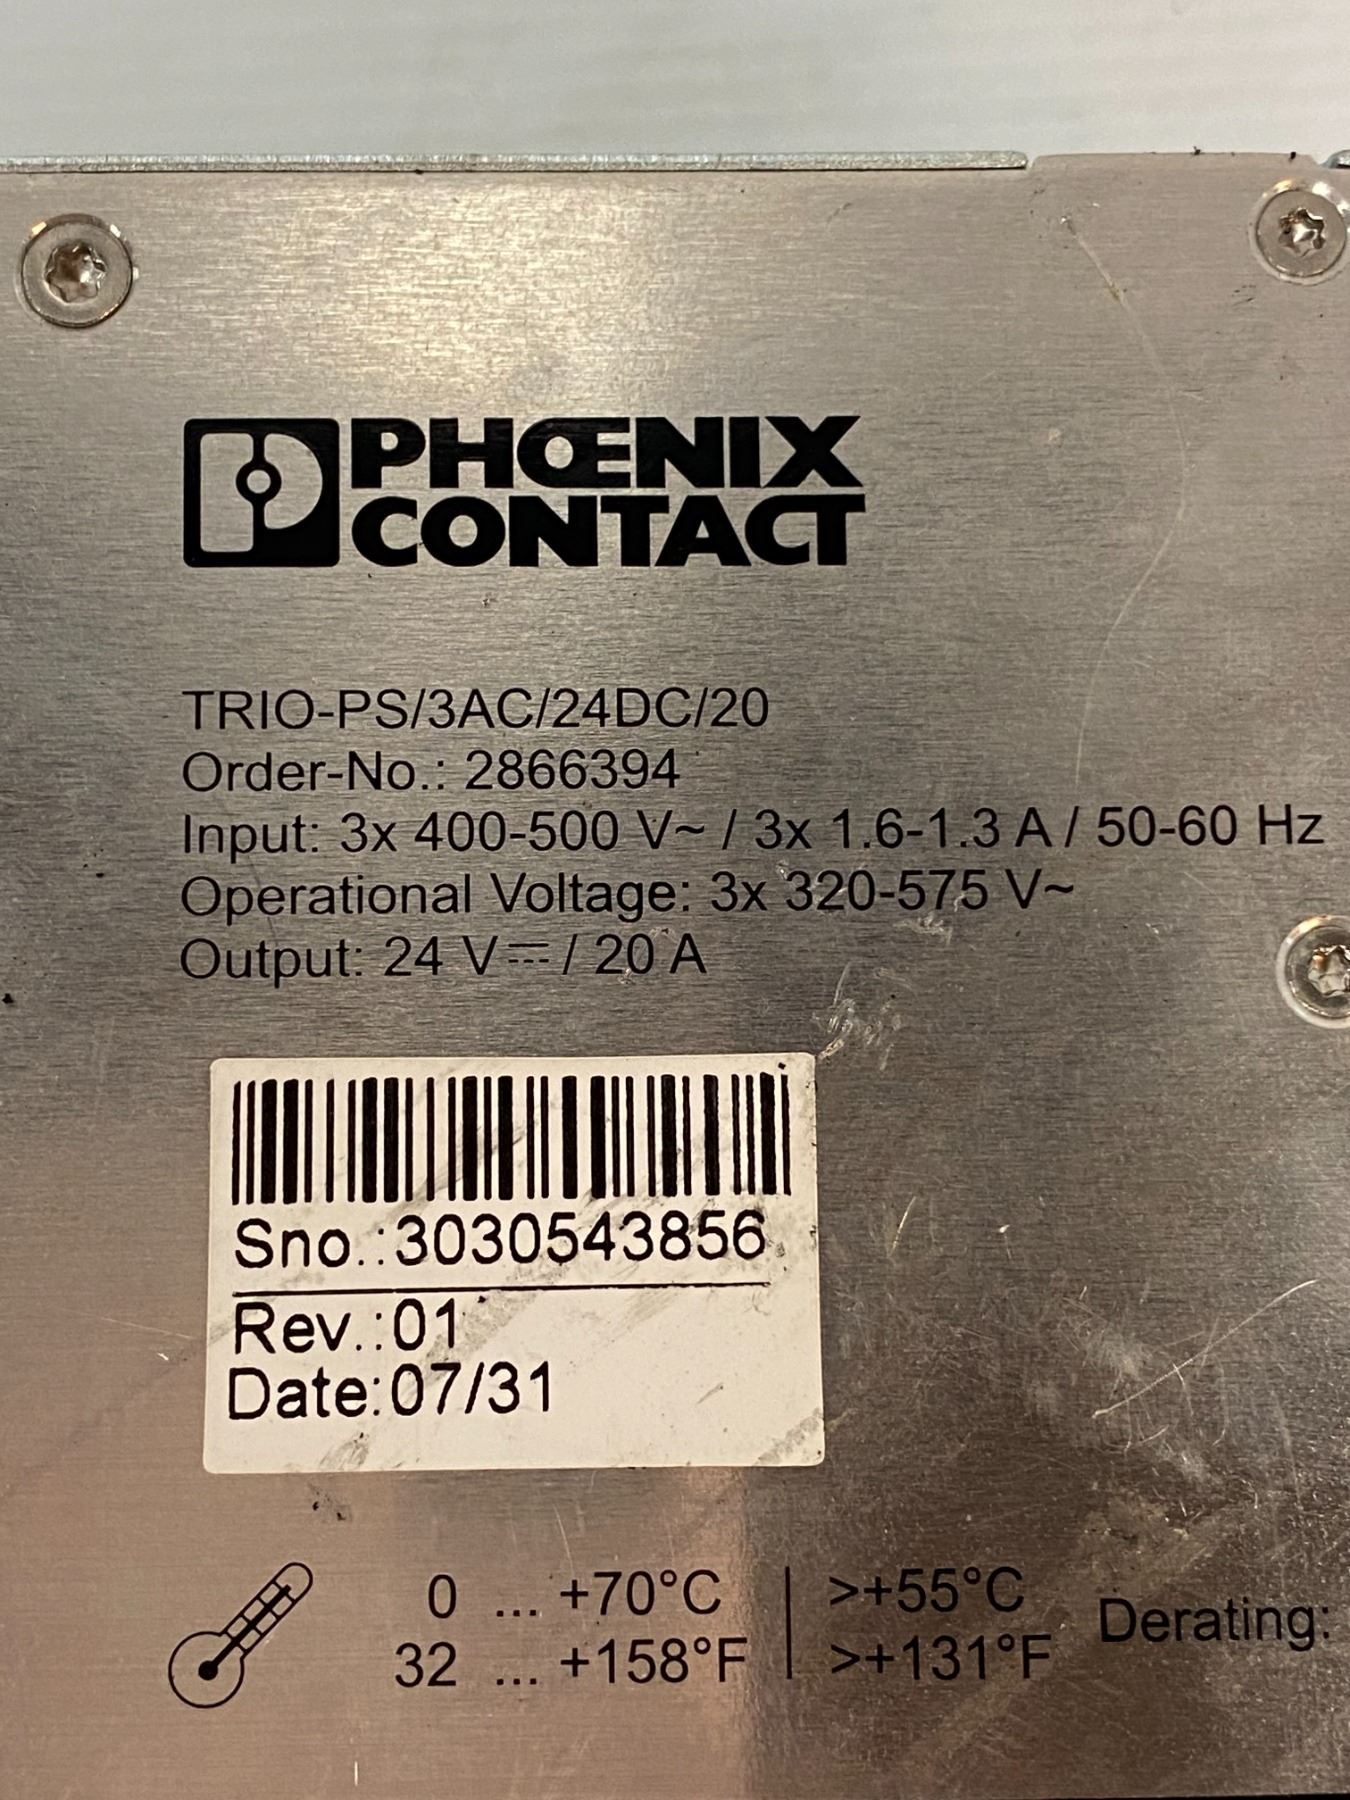 PHOENIX
CONTACT
TRIO-PS/3AC/24DC/20
Order-No.: 2866394
Input: 3x 400-500 V~ / 3x 1.6-1.3 A / 50-60 Hz
Operational Voltage: 3x 320-575 V~
Output: 24 V⎓ / 20 A
Sno.:3030543856
Rev.:01
Date:07/31
0 ... +70°C | >+55°C Derating:
32 ... +158°F | >+131°F